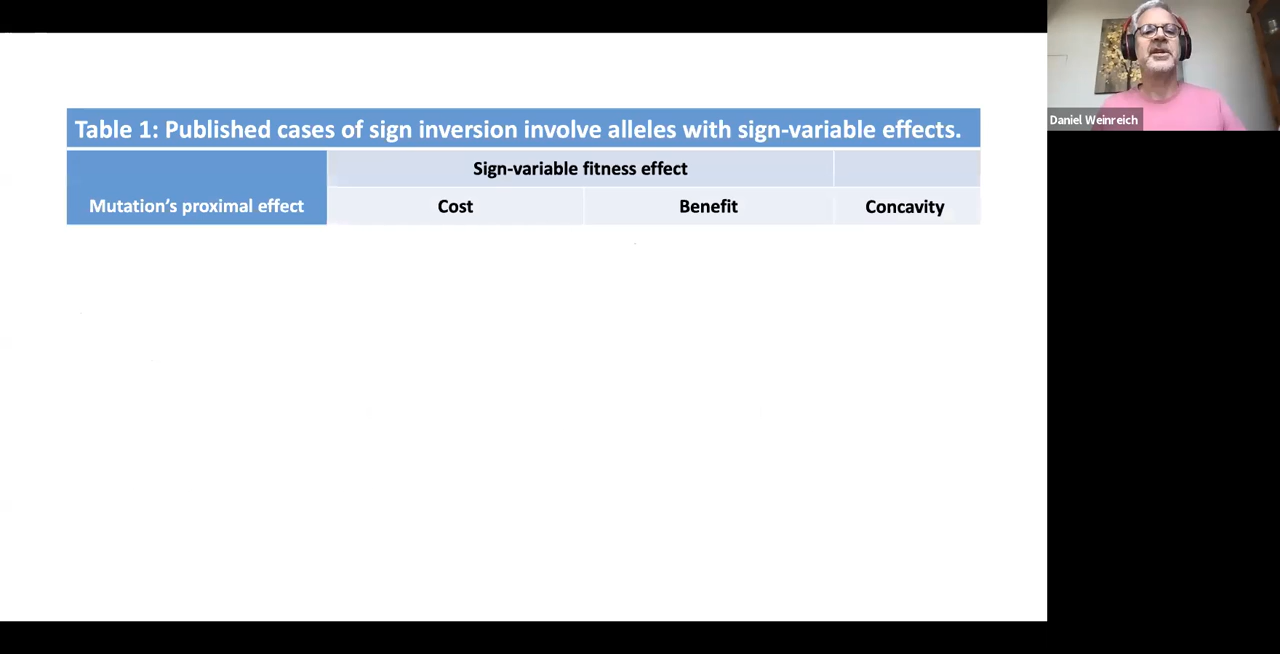 Table 1: Published cases of sign inversion involve alleles with sign-variable effects.
Sign-variable fitness effect
Mutation’s proximal effect Cost Benefit Concavity
Daniel Weinreich